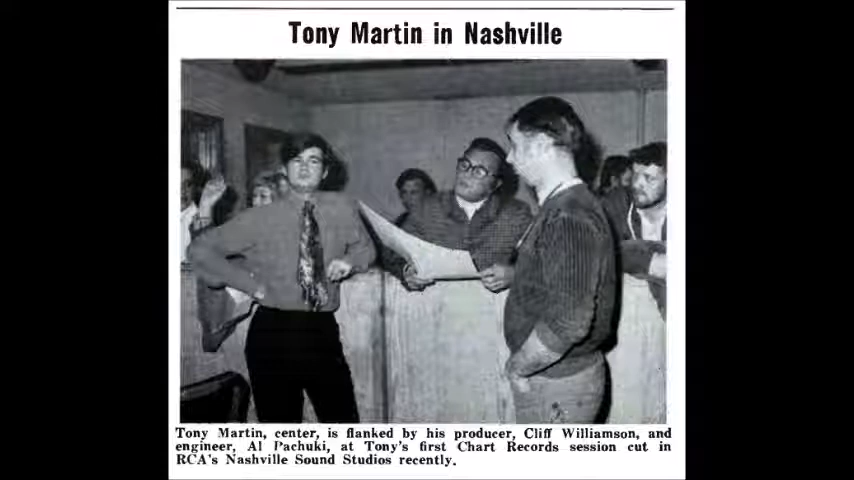 Tony Martin in Nashville
Tony Martin, center, is flanked by his producer, Cliff Williamson, and
engineer, Al Pachuki, at Tony's first Chart Records session cut in
RCA's Nashville Sound Studios recently.